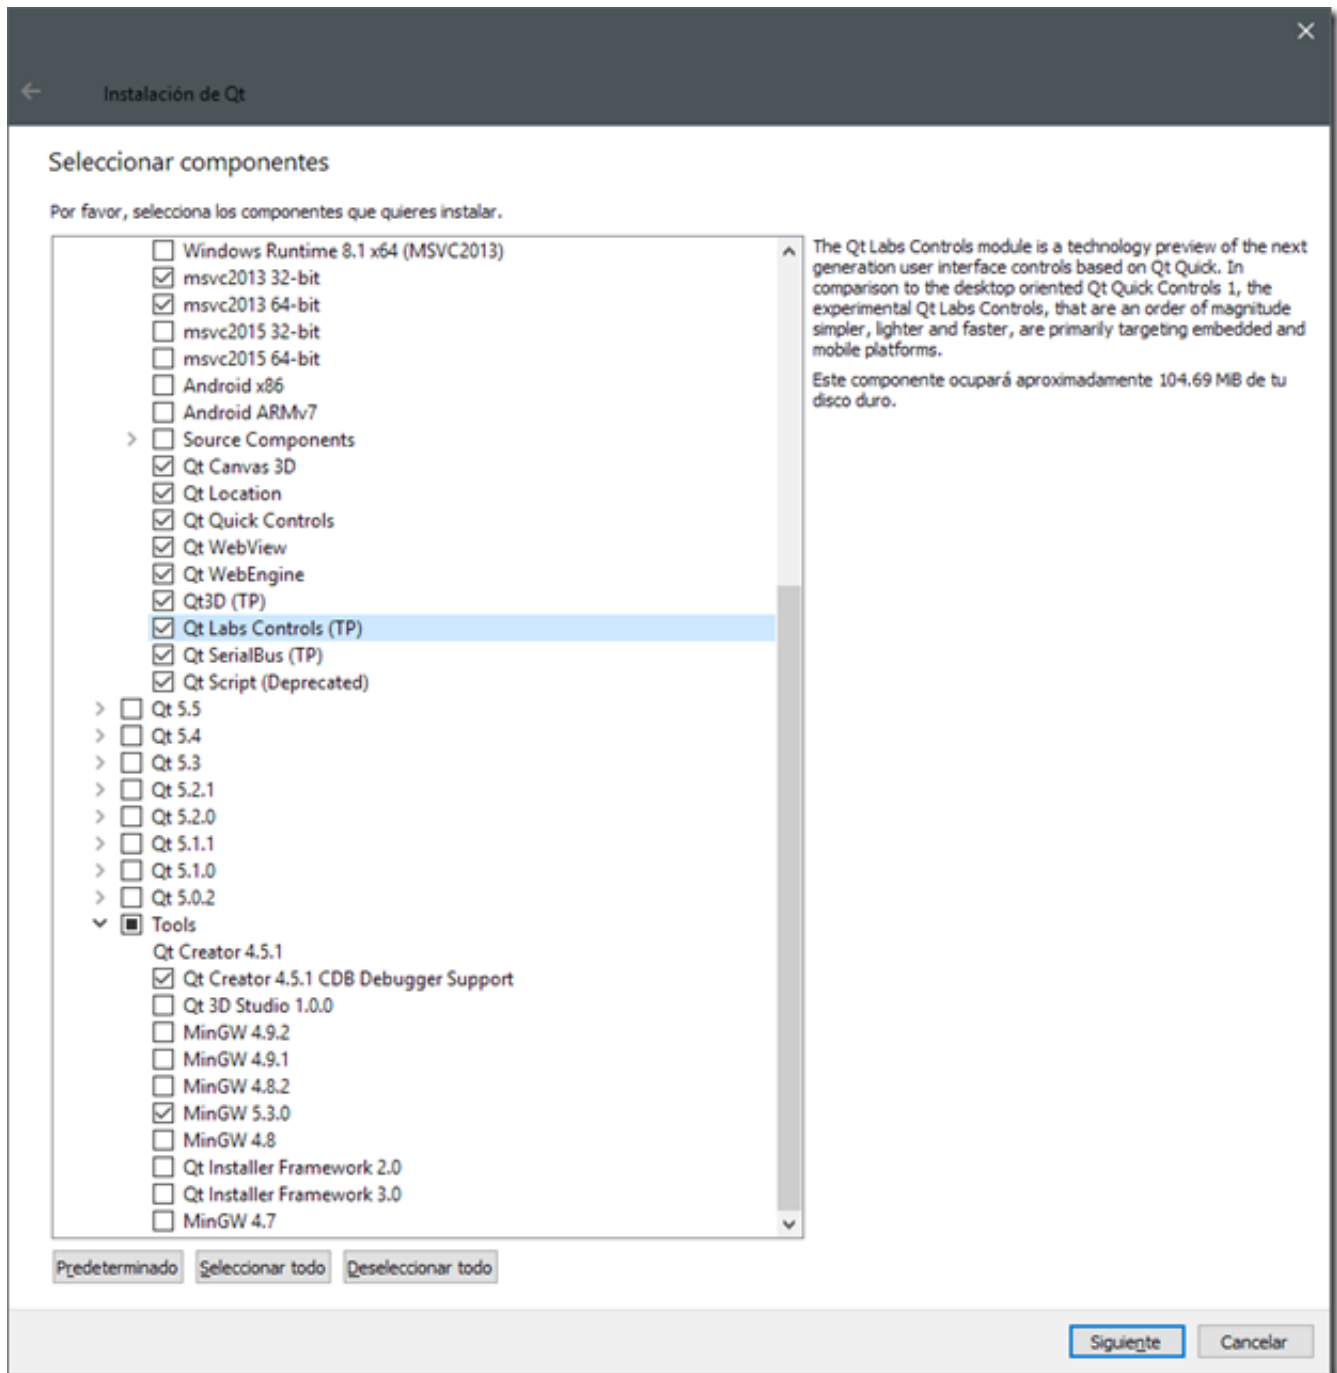 Instalación de Qt
Seleccionar componentes
Por favor, selecciona los componentes que quieres instalar.
Windows Runtime 8.1 x64 (MSVC2013)
msvc2013 32-bit
msvc2013 64-bit
msvc2015 32-bit
msvc2015 64-bit
Android x86
Android ARMv7
Source Components
Qt Canvas 3D
Qt Location
Qt Quick Controls
Qt WebView
Qt WebEngine
Qt3D (TP)
Qt Labs Controls (TP)
Qt SerialBus (TP)
Qt Script (Deprecated)
Qt 5.5
Qt 5.4
Qt 5.3
Qt 5.2.1
Qt 5.2.0
Qt 5.1.1
Qt 5.1.0
Qt 5.0.2
Tools
Qt Creator 4.5.1
Qt Creator 4.5.1 CDB Debugger Support
Qt 3D Studio 1.0.0
MinGW 4.9.2
MinGW 4.9.1
MinGW 4.8.2
MinGW 5.3.0
MinGW 4.8
Qt Installer Framework 2.0
Qt Installer Framework 3.0
MinGW 4.7
The Qt Labs Controls module is a technology preview of the next
generation user interface controls based on Qt Quick. In
comparison to the desktop oriented Qt Quick Controls 1, the
experimental Qt Labs Controls, that are an order of magnitude
simpler, lighter and faster, are primarily targeting embedded and
mobile platforms.
Este componente ocupará aproximadamente 104.69 MiB de tu
disco duro.
Predeterminado
Seleccionar todo
Deseleccionar todo
Siguiente
Cancelar